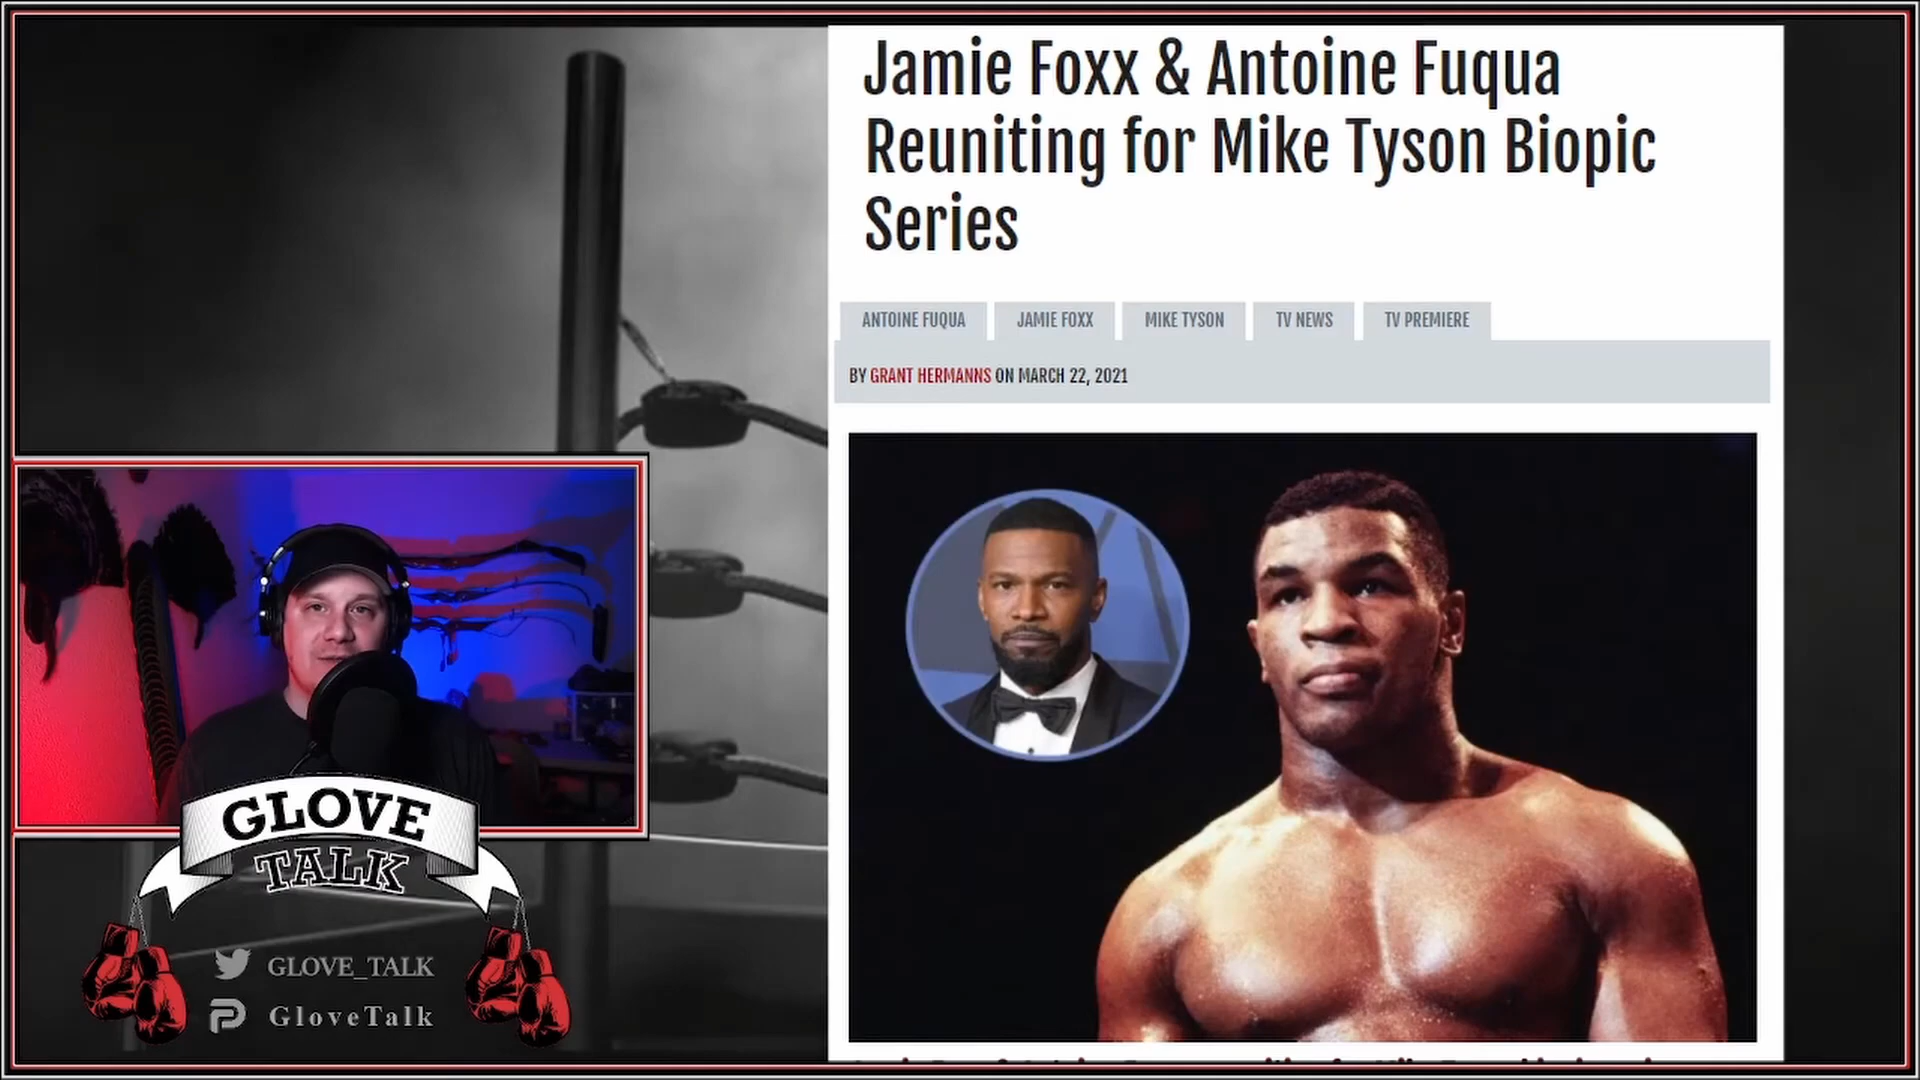 Jamie Foxx & Antoine Fuqua
Reuniting for Mike Tyson Biopic
Series
ANTOINE FUQUA
JAMIE FOXX
MIKE TYSON
TV NEWS
TV PREMIERE
BY GRANT HERMANNS ON MARCH 22, 2021
GLOVE
TALK
GLOVE_TALK
GloveTalk